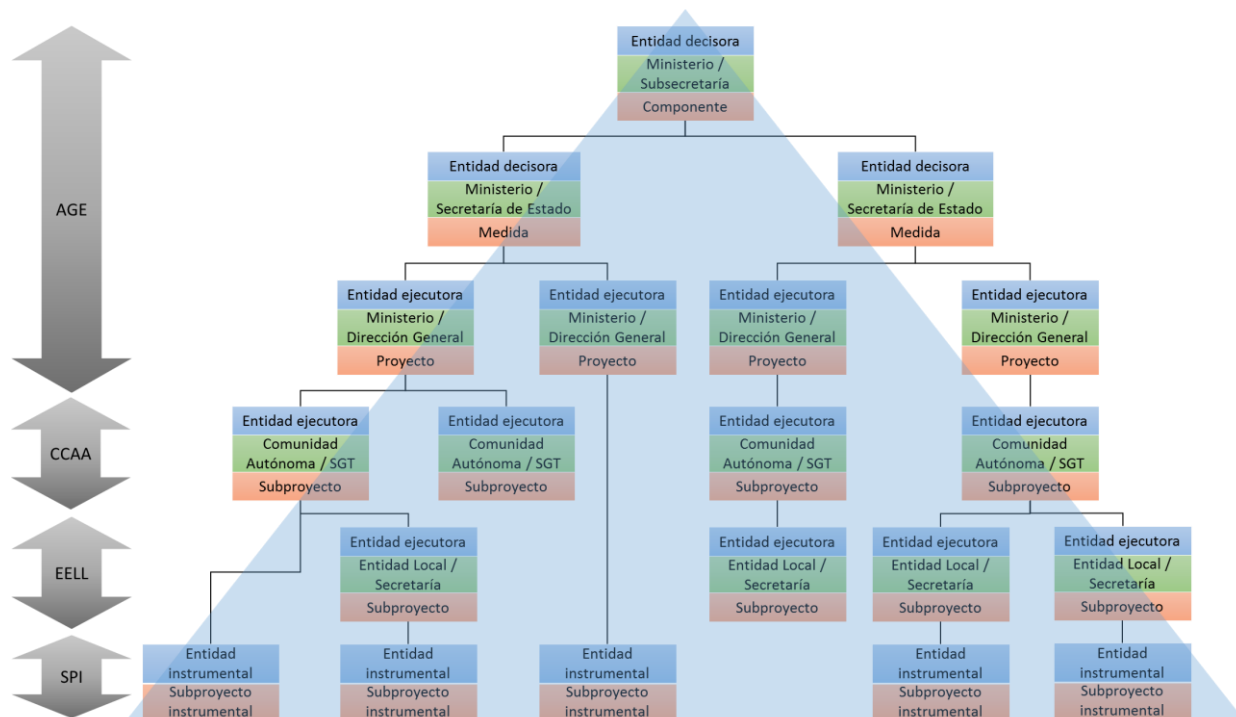 Entidad decisora
Ministerio /
Subsecretaría
Componente
AGE
Entidad decisora
Ministerio /
Secretaría de Estado
Medida
Entidad decisora
Ministerio /
Secretaría de Estado
Medida
Entidad ejecutora
Ministerio /
Dirección General
Proyecto
Entidad ejecutora
Ministerio /
Dirección General
Proyecto
Entidad ejecutora
Ministerio /
Dirección General
Proyecto
Entidad ejecutora
Ministerio /
Dirección General
Proyecto
CCAA
Entidad ejecutora
Comunidad
Autónoma / SGT
Subproyecto
Entidad ejecutora
Comunidad
Autónoma / SGT
Subproyecto
Entidad ejecutora
Comunidad
Autónoma / SGT
Subproyecto
Entidad ejecutora
Comunidad
Autónoma / SGT
Subproyecto
EELL
Entidad ejecutora
Entidad Local /
Secretaría
Subproyecto
Entidad ejecutora
Entidad Local /
Secretaría
Subproyecto
Entidad ejecutora
Entidad Local /
Secretaría
Subproyecto
Entidad ejecutora
Entidad Local /
Secretaría
Subproyecto
SPI
Entidad
instrumental
Subproyecto
instrumental
Entidad
instrumental
Subproyecto
instrumental
Entidad
instrumental
Subproyecto
instrumental
Entidad
instrumental
Subproyecto
instrumental
Entidad
instrumental
Subproyecto
instrumental